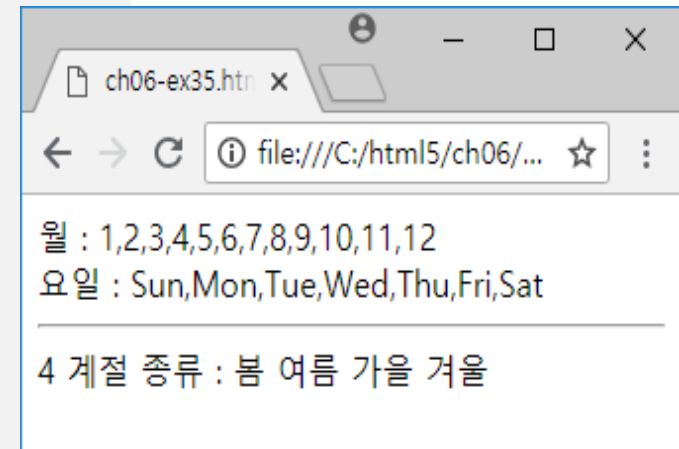 ch06-ex35.htm
file:///C:/html5/ch06/...
월 : 1,2,3,4,5,6,7,8,9,10,11,12
요일 : Sun,Mon,Tue,Wed,Thu,Fri,Sat
4 계절 종류 : 봄 여름 가을 겨울